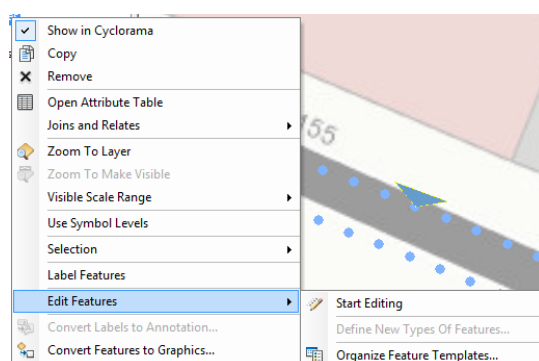 Show in Cyclorama
Copy
Remove
Open Attribute Table
Joins and Relates
Zoom To Layer
Zoom To Make Visible
Visible Scale Range
Use Symbol Levels
Selection
Label Features
Edit Features
Convert Labels to Annotation...
Convert Features to Graphics...
155
Start Editing
Define New Types Of Features...
Organize Feature Templates...